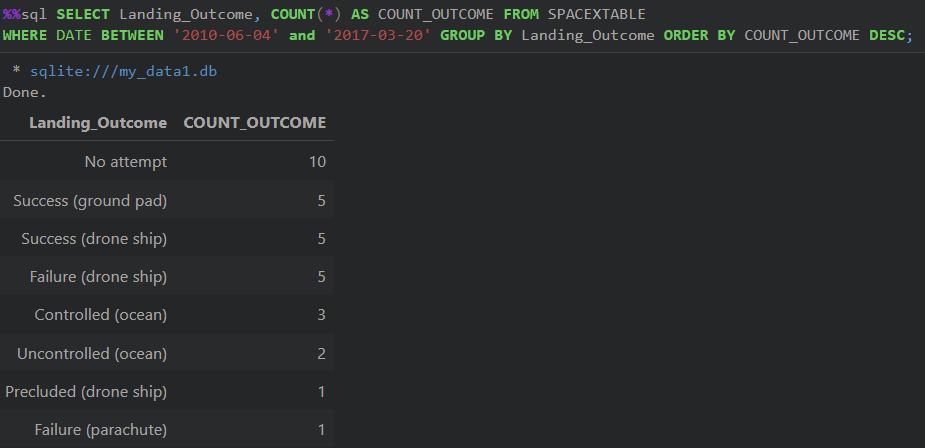 %%sql SELECT Landing_Outcome, COUNT(*) AS COUNT_OUTCOME FROM SPACEXTABLE
WHERE DATE BETWEEN '2010-06-04' and '2017-03-20' GROUP BY Landing_Outcome ORDER BY COUNT_OUTCOME DESC;
* sqlite:///my_data1.db
Done.
Landing_Outcome COUNT_OUTCOME
No attempt 10
Success (ground pad) 5
Success (drone ship) 5
Failure (drone ship) 5
Controlled (ocean) 3
Uncontrolled (ocean) 2
Precluded (drone ship) 1
Failure (parachute) 1